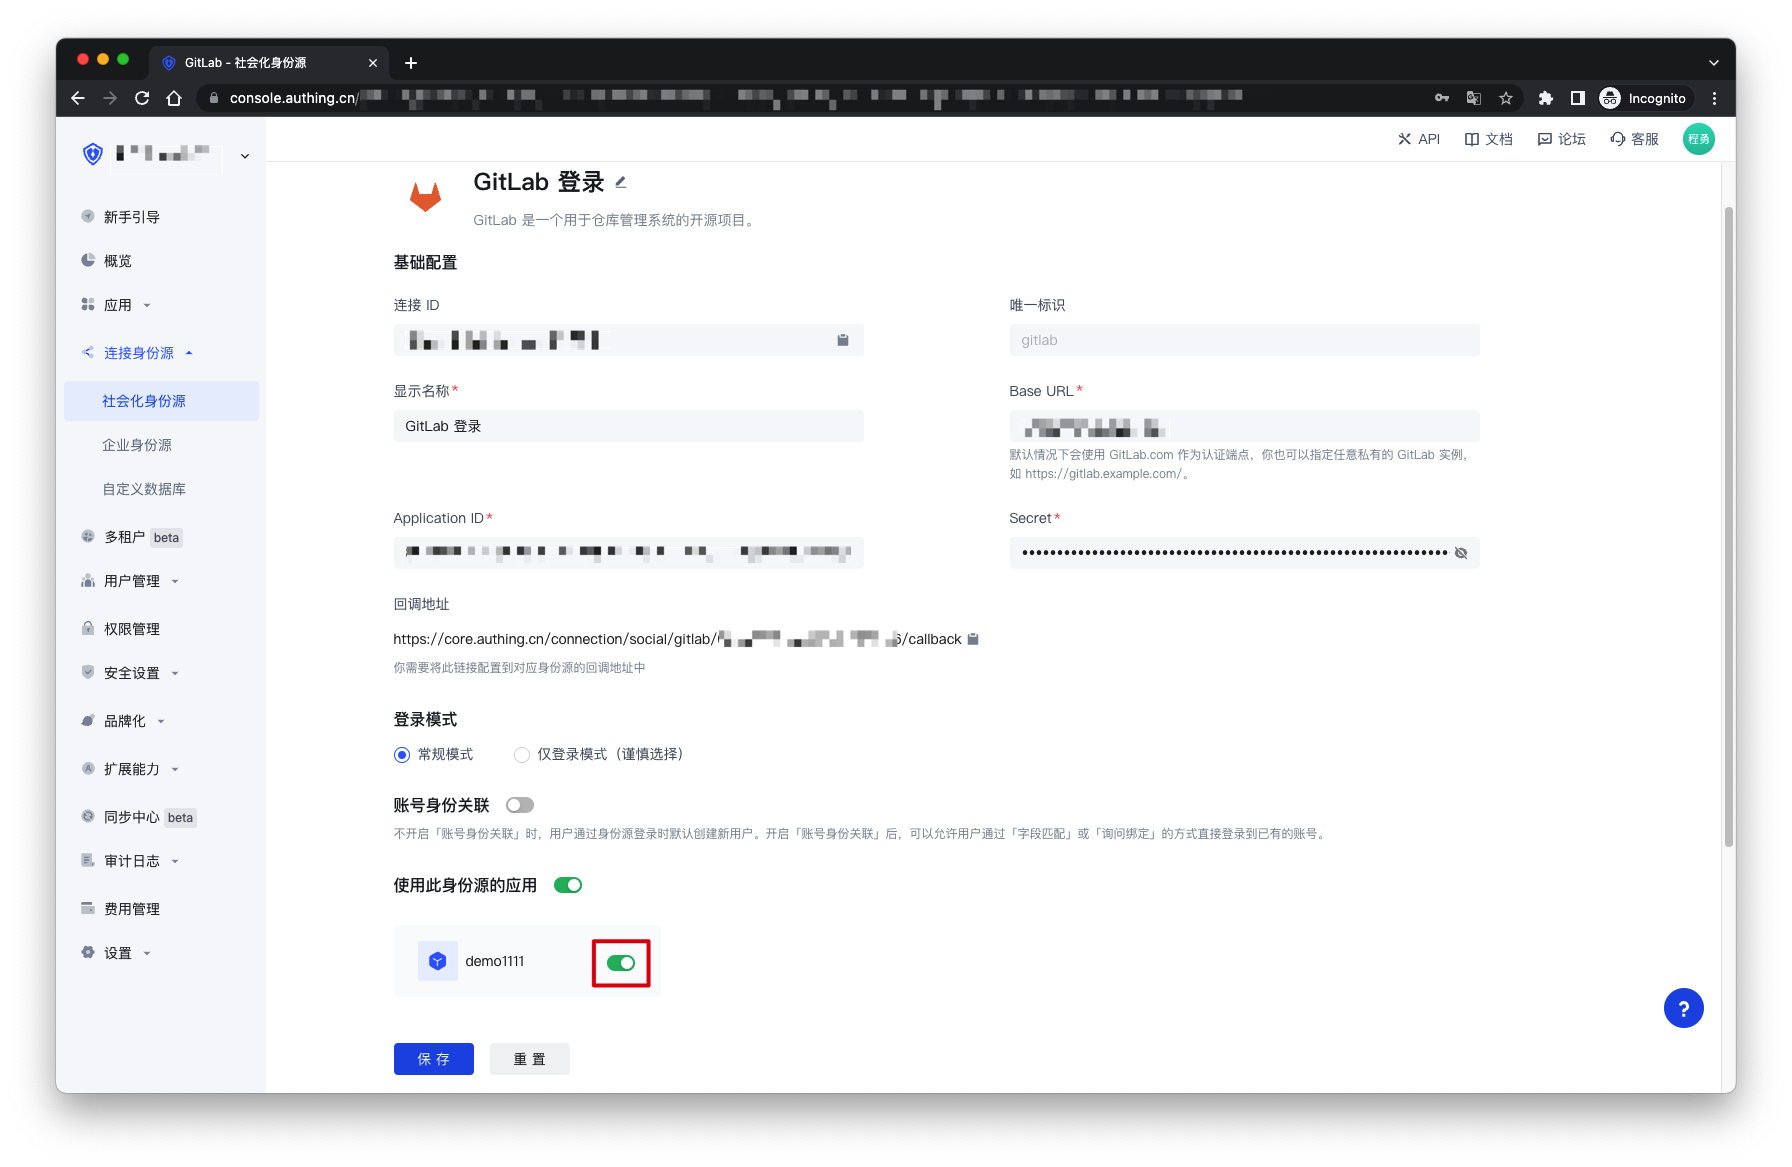 GitLab - 社会化身份源
console.authing.cn/
Incognito
API
文档
论坛
客服
程勇
新手引导
概览
应用
连接身份源
社会化身份源
企业身份源
自定义数据库
多租户 beta
用户管理
权限管理
安全设置
品牌化
扩展能力
同步中心 beta
审计日志
费用管理
设置
GitLab 登录
GitLab 是一个用于仓库管理系统的开源项目。
基础配置
连接 ID
唯一标识
gitlab
显示名称*
Base URL*
GitLab 登录
默认情况下会使用 GitLab.com 作为认证端点，你也可以指定任意私有的 GitLab 实例，
如 https://gitlab.example.com/。
Application ID*
Secret*
回调地址
https://core.authing.cn/connection/social/gitlab/ /callback
你需要将此链接配置到对应身份源的回调地址中
登录模式
常规模式
仅登录模式（谨慎选择）
账号身份关联
不开启「账号身份关联」时，用户通过身份源登录时默认创建新用户。开启「账号身份关联」后，可以允许用户通过「字段匹配」或「询问绑定」的方式直接登录到已有的账号。
使用此身份源的应用
demo1111
保存
重置
?